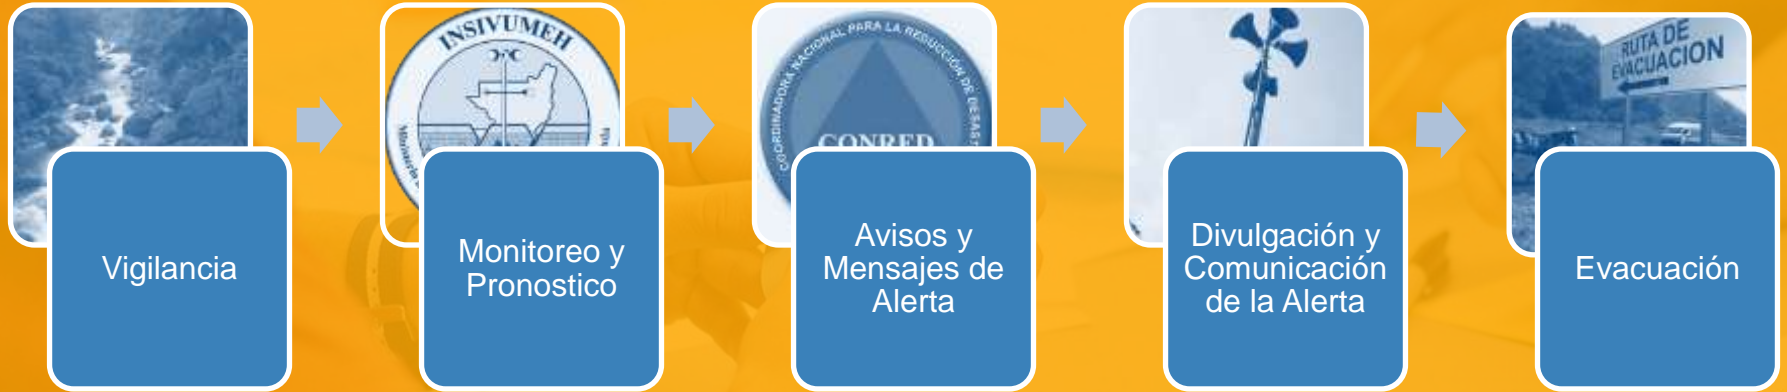 INSIVUMEH
COORDINADORA NACIONAL PARA LA REDUCCIÓN DE DESAS
CONRED
RUTA DE
EVACUACION
Vigilancia
Monitoreo y
Pronostico
Avisos y
Mensajes de
Alerta
Divulgación y
Comunicación
de la Alerta
Evacuación